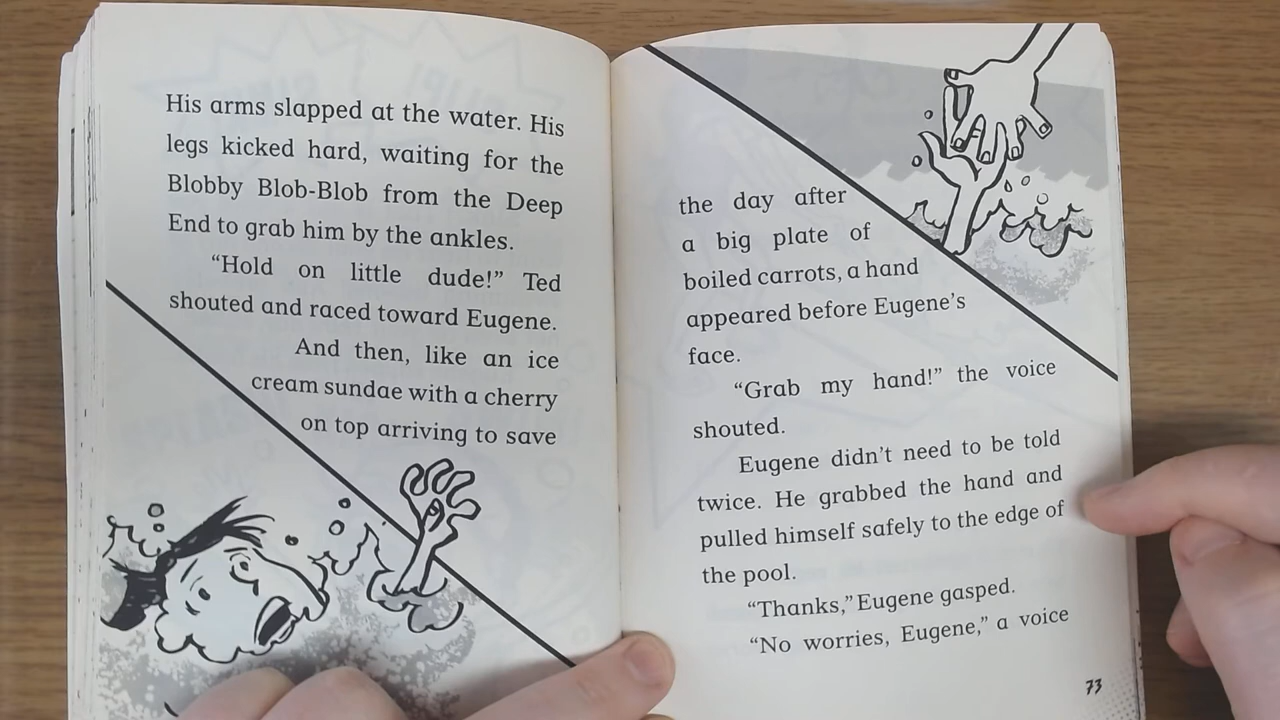 His arms slapped at the water. His
legs kicked hard, waiting for the
Blobby Blob-Blob from the Deep
End to grab him by the ankles.
“Hold on little dude!” Ted
shouted and raced toward Eugene.
And then, like an ice
cream sundae with a cherry
on top arriving to save
the day after
a big plate of
boiled carrots, a hand
appeared before Eugene’s
face.
“Grab my hand!” the voice
shouted.
Eugene didn’t need to be told
twice. He grabbed the hand and
pulled himself safely to the edge of
the pool.
“Thanks,” Eugene gasped.
“No worries, Eugene,” a voice
73